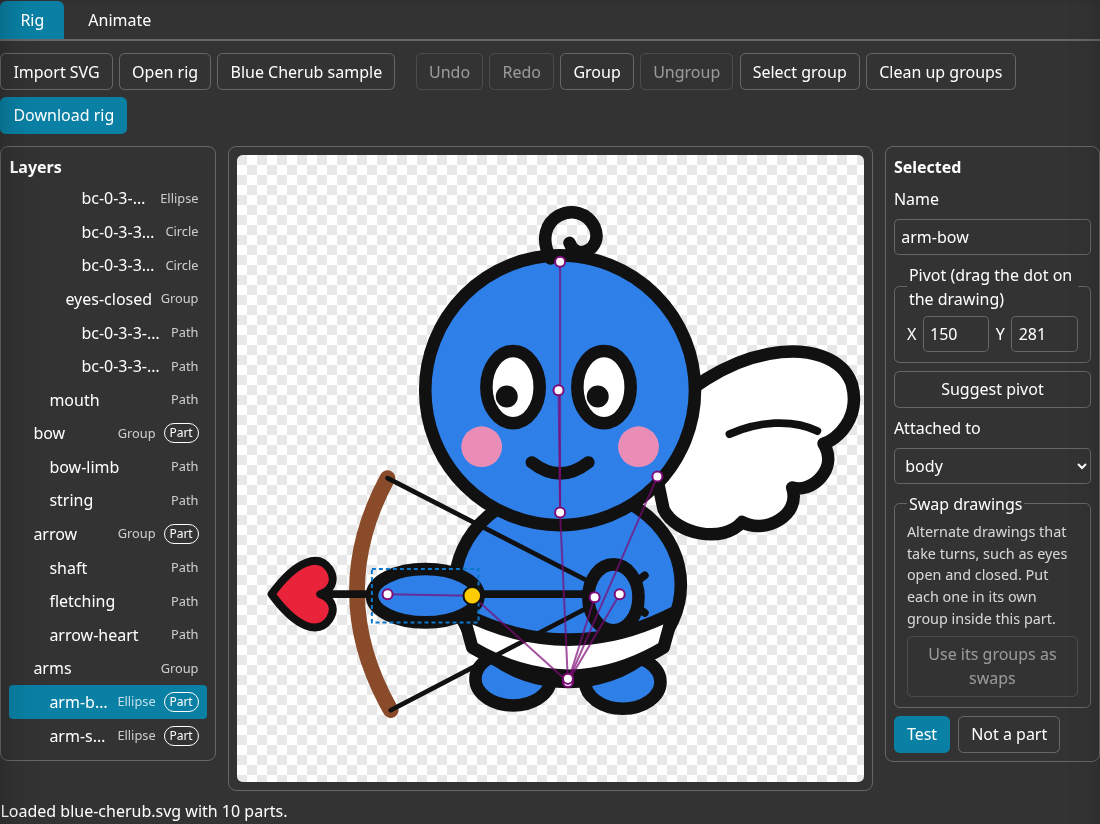 Rig Animate
Import SVG Open rig Blue Cherub sample Undo Redo Group Ungroup Select group Clean up groups
Download rig
Layers
bc-0-3-... Ellipse
bc-0-3-3... Circle
bc-0-3-3... Circle
eyes-closed Group
bc-0-3-3-... Path
bc-0-3-3-... Path
mouth Path
bow Group Part
bow-limb Path
string Path
arrow Group Part
shaft Path
fletching Path
arrow-heart Path
arms Group
arm-b... Ellipse Part
arm-s... Ellipse Part
Selected
Name
arm-bow
Pivot (drag the dot on
the drawing)
X 150 Y 281
Suggest pivot
Attached to
body
Swap drawings
Alternate drawings that
take turns, such as eyes
open and closed. Put
each one in its own
group inside this part.
Use its groups as
swaps
Test Not a part
Loaded blue-cherub.svg with 10 parts.